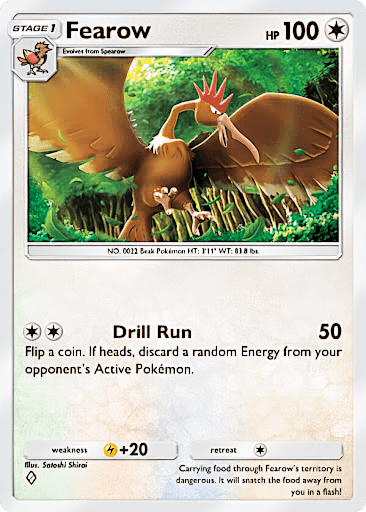 STAGE 1
Fearow
HP 100
Evolves from Spearow
NO. 0022 Beak Pokémon HT: 3'11" WT: 83.8 lbs.
Drill Run 50
Flip a coin. If heads, discard a random Energy from your
opponent's Active Pokémon.
weakness +20 retreat
Illus. Satoshi Shirai
Carrying food through Fearow's territory is
dangerous. It will snatch the food away from
you in a flash!